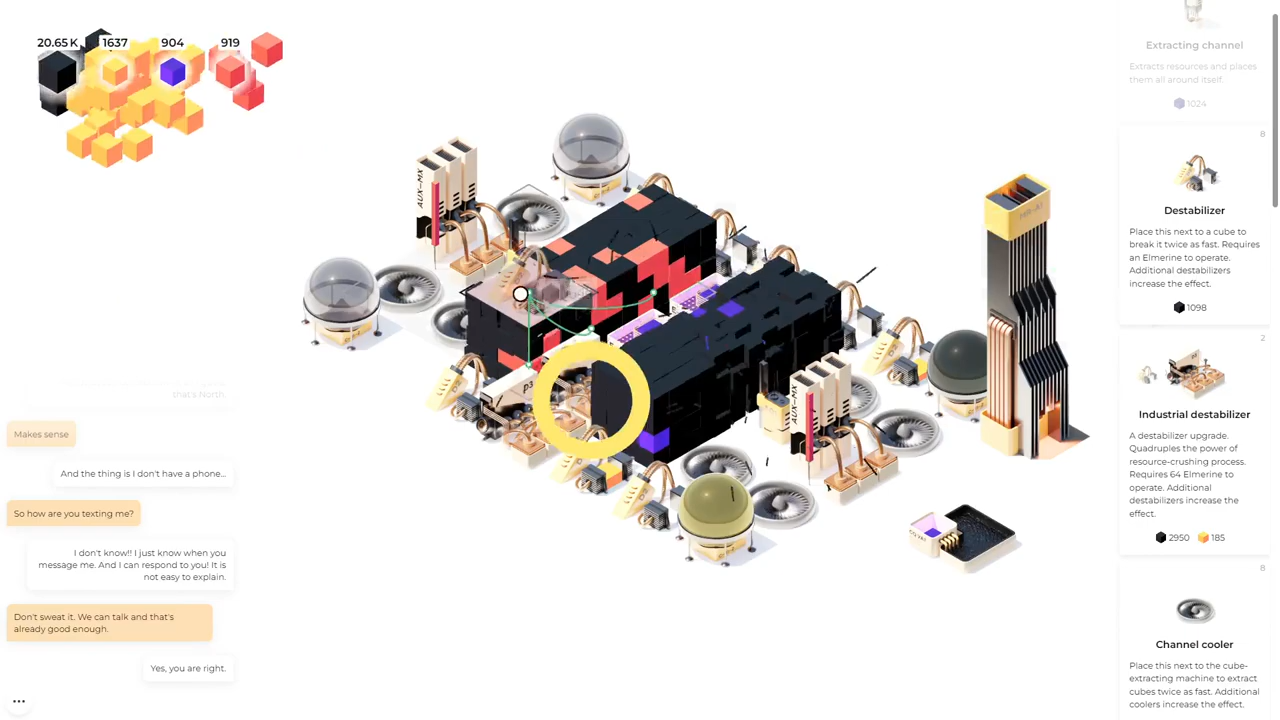 20.65 K
1637
904
919
that's North
Makes sense
And the thing is I don't have a phone...
So how are you texting me?
I don't know!! I just know when you
message me. And I can respond to you! It is
not easy to explain.
Don't sweat it. We can talk and that's
already good enough.
Yes, you are right.
AUX-MX
AUX-MX
Extracting channel
Extracts resources and places
them all around itself.
1024
8
Destabilizer
Place this next to a cube to
break it twice as fast. Requires
an Elmerine to operate.
Additional destabilizers
increase the effect.
1098
2
Industrial destabilizer
A destabilizer upgrade.
Quadruples the power of
resource-crushing process.
Requires 64 Elmerine to
operate. Additional
destabilizers increase the
effect.
2950
185
8
Channel cooler
Place this next to the cube-
extracting machine to extract
cubes twice as fast. Additional
coolers increase the effect.